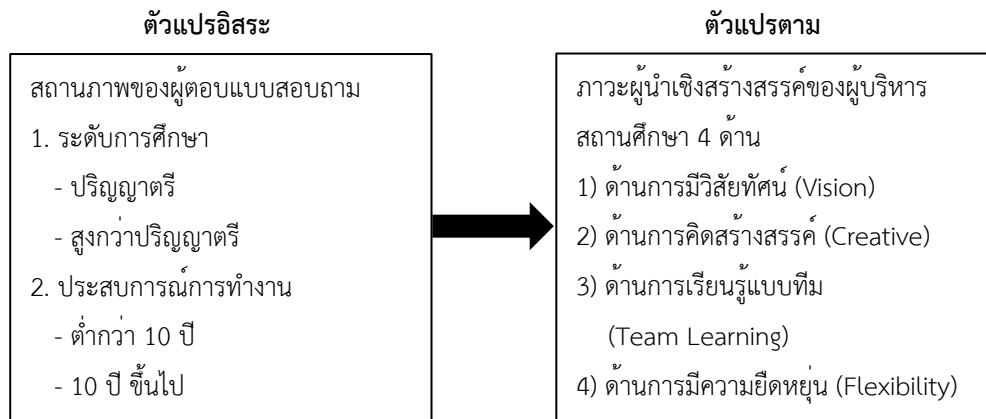 ตัวแปรอิสระ
สถานภาพของผู้ตอบแบบสอบถาม
1. ระดับการศึกษา
- ปริญญาตรี
- สูงกว่าปริญญาตรี
2. ประสบการณ์การทำงาน
- ต่ำกว่า 10 ปี
- 10 ปี ขึ้นไป
ตัวแปรตาม
ภาวะผู้นำเชิงสร้างสรรค์ของผู้บริหาร
สถานศึกษา 4 ด้าน
1) ด้านการมีวิสัยทัศน์ (Vision)
2) ด้านการคิดสร้างสรรค์ (Creative)
3) ด้านการเรียนรู้แบบทีม
(Team Learning)
4) ด้านการมีความยืดหยุ่น (Flexibility)